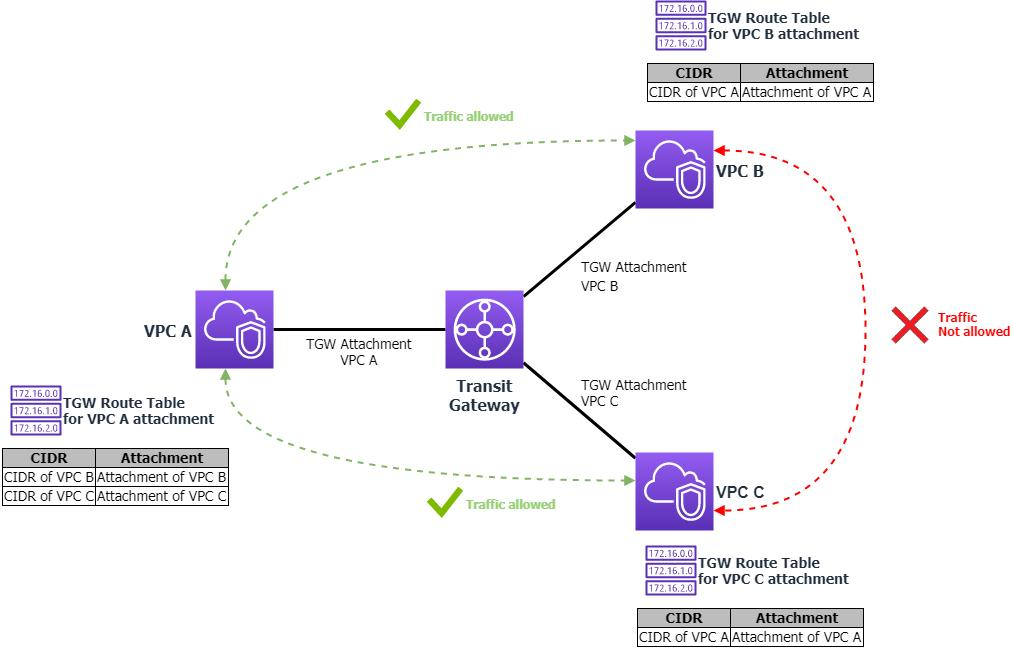 172.16.0.0
172.16.1.0
172.16.2.0
TGW Route Table
for VPC B attachment
CIDR Attachment
CIDR of VPC A Attachment of VPC A
Traffic allowed
VPC B
TGW Attachment
VPC B
VPC A
TGW Attachment
VPC A
Transit
Gateway
Traffic
Not allowed
172.16.0.0
172.16.1.0
172.16.2.0
TGW Route Table
for VPC A attachment
CIDR Attachment
CIDR of VPC B Attachment of VPC B
CIDR of VPC C Attachment of VPC C
TGW Attachment
VPC C
Traffic allowed
VPC C
172.16.0.0
172.16.1.0
172.16.2.0
TGW Route Table
for VPC C attachment
CIDR Attachment
CIDR of VPC A Attachment of VPC A